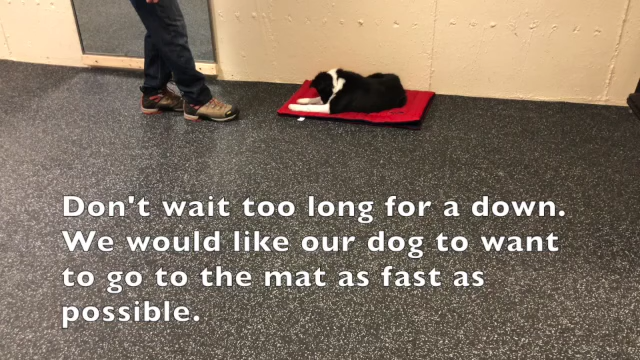 Don't wait too long for a down.
We would like our dog to want
to go to the mat as fast as
possible.